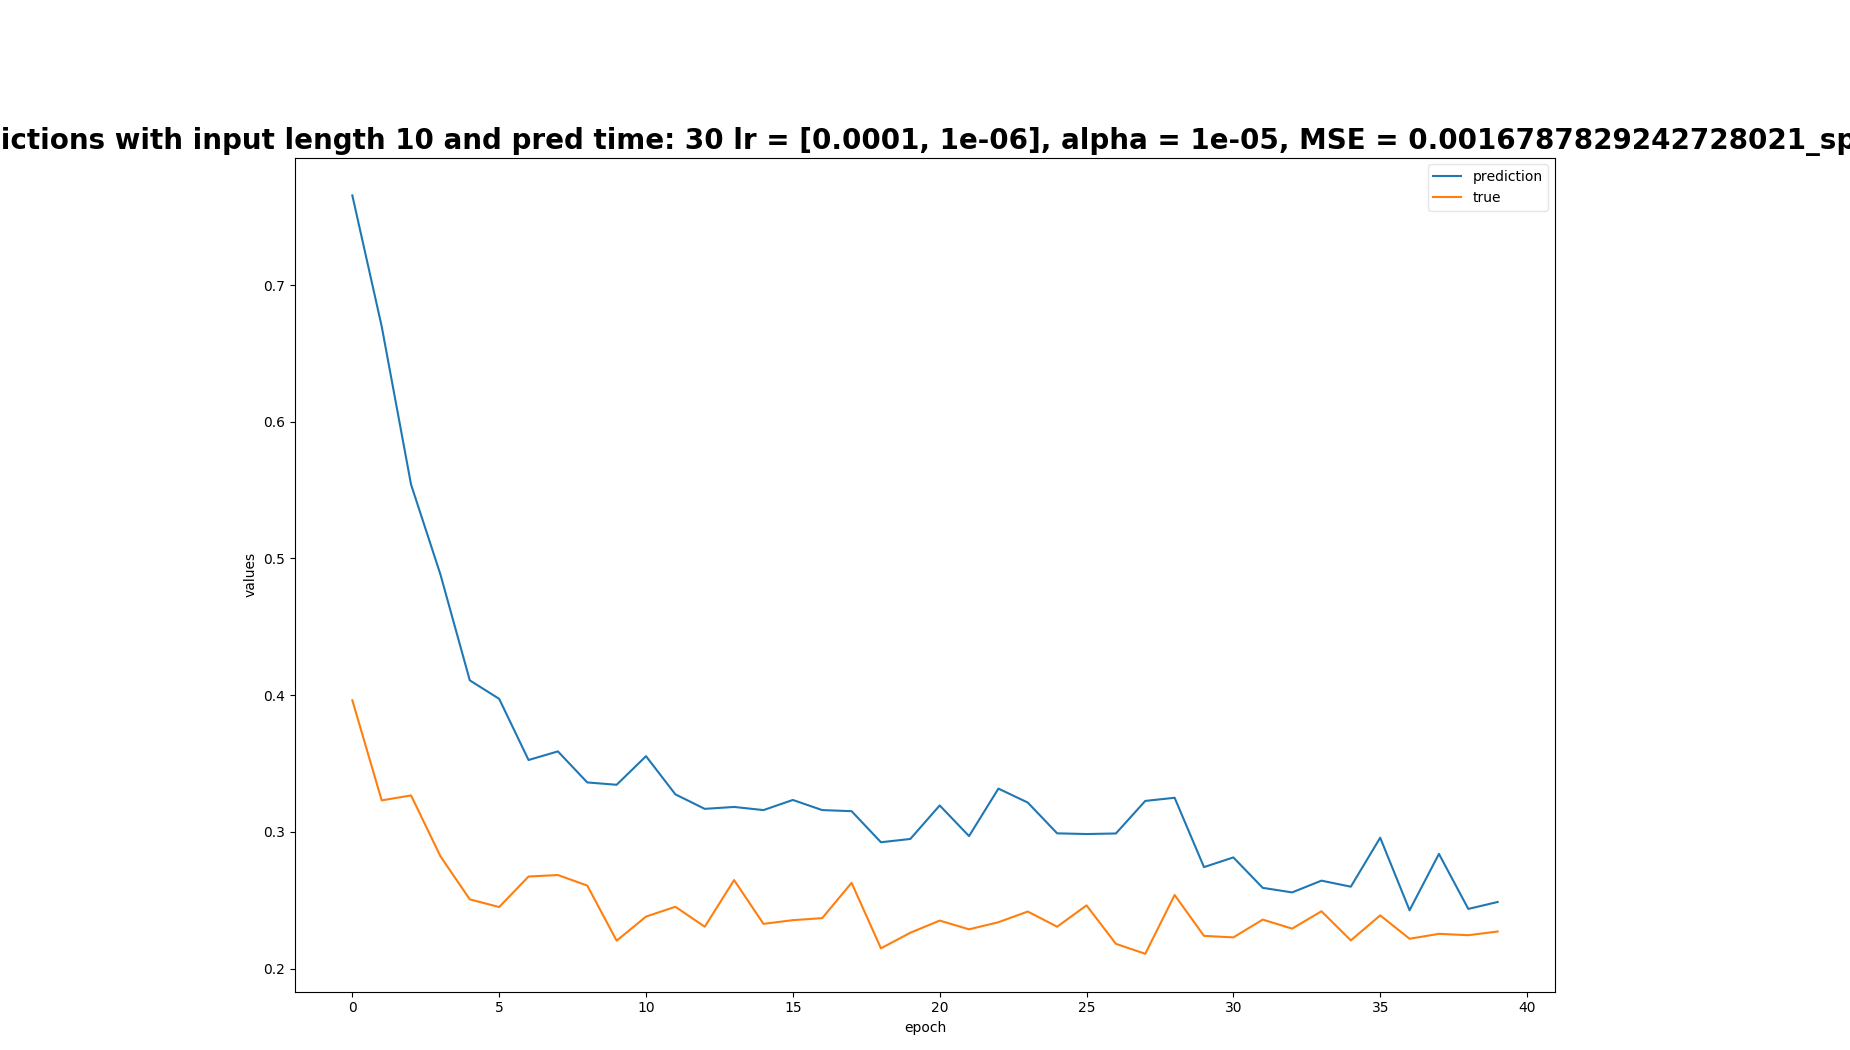 ictions with input length 10 and pred time: 30 lr = [0.0001, 1e-06], alpha = 1e-05, MSE = 0.0016787829242728021_sp
prediction
true
0.7
0.6
0.5
0.4
0.3
0.2
values
0 5 10 15 20 25 30 35 40
epoch